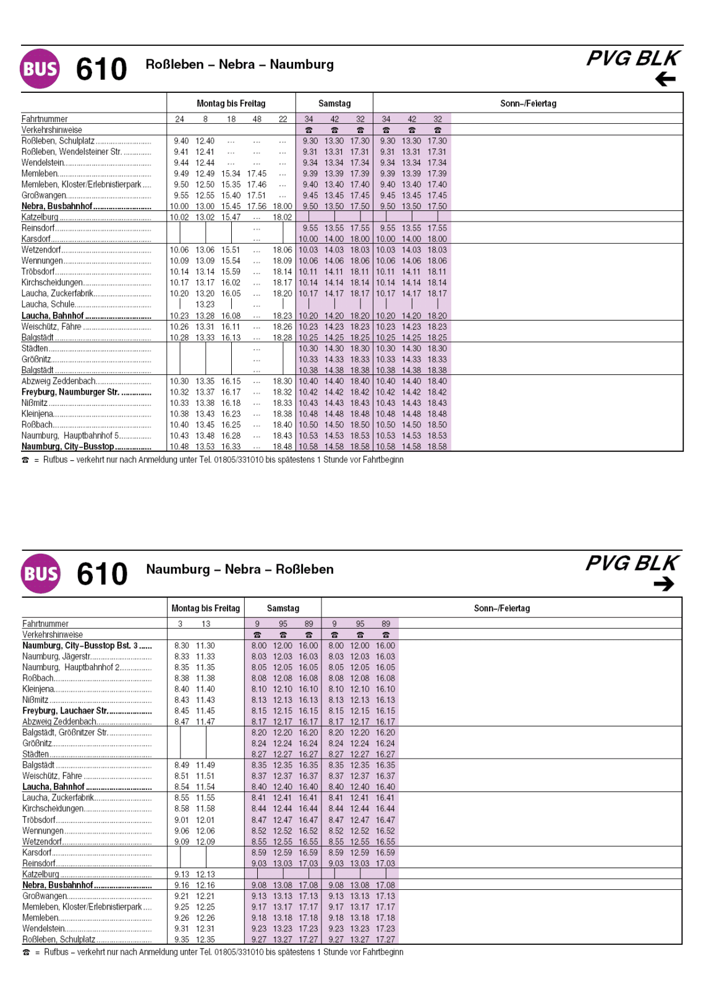 BUS 610 Roßleben – Nebra – Naumburg PVG BLK
←
Montag bis Freitag Samstag Sonn–/Feiertag
Fahrtnummer 24 8 18 48 22 34 42 32 34 42 32
Verkehrshinweise ☎ ☎ ☎ ☎ ☎ ☎
Roßleben, Schulplatz 9.40 12.40 ... ... ... 9.30 13.30 17.30 9.30 13.30 17.30
Roßleben, Wendelsteiner Str. 9.41 12.41 ... ... ... 9.31 13.31 17.31 9.31 13.31 17.31
Wendelstein 9.44 12.44 ... ... ... 9.34 13.34 17.34 9.34 13.34 17.34
Memleben 9.49 12.49 15.34 17.45 ... 9.39 13.39 17.39 9.39 13.39 17.39
Memleben, Kloster/Erlebnistierpark 9.50 12.50 15.35 17.46 ... 9.40 13.40 17.40 9.40 13.40 17.40
Großwangen 9.55 12.55 15.40 17.51 ... 9.45 13.45 17.45 9.45 13.45 17.45
Nebra, Busbahnhof 10.00 13.00 15.45 17.56 18.00 9.50 13.50 17.50 9.50 13.50 17.50
Katzelburg 10.02 13.02 15.47 ... 18.02 | | | | | |
Reinsdorf | | | ... | 9.55 13.55 17.55 9.55 13.55 17.55
Karsdorf | | | ... | 10.00 14.00 18.00 10.00 14.00 18.00
Wetzendorf 10.06 13.06 15.51 ... 18.06 10.03 14.03 18.03 10.03 14.03 18.03
Wennungen 10.09 13.09 15.54 ... 18.09 10.06 14.06 18.06 10.06 14.06 18.06
Tröbsdorf 10.14 13.14 15.59 ... 18.14 10.11 14.11 18.11 10.11 14.11 18.11
Kirchscheidungen 10.17 13.17 16.02 ... 18.17 10.14 14.14 18.14 10.14 14.14 18.14
Laucha, Zuckerfabrik 10.20 13.20 16.05 ... 18.20 10.17 14.17 18.17 10.17 14.17 18.17
Laucha, Schule | 13.23 | ... | | | | | | |
Laucha, Bahnhof 10.23 13.28 16.08 ... 18.23 10.20 14.20 18.20 10.20 14.20 18.20
Weischütz, Fähre 10.26 13.31 16.11 ... 18.26 10.23 14.23 18.23 10.23 14.23 18.23
Balgstädt 10.28 13.33 16.13 ... 18.28 10.25 14.25 18.25 10.25 14.25 18.25
Städten | | | ... | 10.30 14.30 18.30 10.30 14.30 18.30
Größnitz | | | ... | 10.33 14.33 18.33 10.33 14.33 18.33
Balgstädt | | | ... | 10.38 14.38 18.38 10.38 14.38 18.38
Abzweig Zeddenbach 10.30 13.35 16.15 ... 18.30 10.40 14.40 18.40 10.40 14.40 18.40
Freyburg, Naumburger Str. 10.32 13.37 16.17 ... 18.32 10.42 14.42 18.42 10.42 14.42 18.42
Nißmitz 10.33 13.38 16.18 ... 18.33 10.43 14.43 18.43 10.43 14.43 18.43
Kleinjena 10.38 13.43 16.23 ... 18.38 10.48 14.48 18.48 10.48 14.48 18.48
Roßbach 10.40 13.45 16.25 ... 18.40 10.50 14.50 18.50 10.50 14.50 18.50
Naumburg, Hauptbahnhof 5 10.43 13.48 16.28 ... 18.43 10.53 14.53 18.53 10.53 14.53 18.53
Naumburg, City–Busstop 10.48 13.53 16.33 ... 18.48 10.58 14.58 18.58 10.58 14.58 18.58
☎ = Rufbus – verkehrt nur nach Anmeldung unter Tel. 01805/331010 bis spätestens 1 Stunde vor Fahrtbeginn
BUS 610 Naumburg – Nebra – Roßleben PVG BLK
→
Montag bis Freitag Samstag Sonn–/Feiertag
Fahrtnummer 3 13 9 95 89 9 95 89
Verkehrshinweise ☎ ☎ ☎ ☎ ☎ ☎
Naumburg, City–Busstop Bst. 3 8.30 11.30 8.00 12.00 16.00 8.00 12.00 16.00
Naumburg, Jägerstr. 8.33 11.33 8.03 12.03 16.03 8.03 12.03 16.03
Naumburg, Hauptbahnhof 2 8.35 11.35 8.05 12.05 16.05 8.05 12.05 16.05
Roßbach 8.38 11.38 8.08 12.08 16.08 8.08 12.08 16.08
Kleinjena 8.40 11.40 8.10 12.10 16.10 8.10 12.10 16.10
Nißmitz 8.43 11.43 8.13 12.13 16.13 8.13 12.13 16.13
Freyburg, Lauchaer Str. 8.45 11.45 8.15 12.15 16.15 8.15 12.15 16.15
Abzweig Zeddenbach 8.47 11.47 8.17 12.17 16.17 8.17 12.17 16.17
Balgstädt, Größnitzer Str. | | 8.20 12.20 16.20 8.20 12.20 16.20
Größnitz | | 8.24 12.24 16.24 8.24 12.24 16.24
Städten | | 8.27 12.27 16.27 8.27 12.27 16.27
Balgstädt 8.49 11.49 8.35 12.35 16.35 8.35 12.35 16.35
Weischütz, Fähre 8.51 11.51 8.37 12.37 16.37 8.37 12.37 16.37
Laucha, Bahnhof 8.54 11.54 8.40 12.40 16.40 8.40 12.40 16.40
Laucha, Zuckerfabrik 8.55 11.55 8.41 12.41 16.41 8.41 12.41 16.41
Kirchscheidungen 8.58 11.58 8.44 12.44 16.44 8.44 12.44 16.44
Tröbsdorf 9.01 12.01 8.47 12.47 16.47 8.47 12.47 16.47
Wennungen 9.06 12.06 8.52 12.52 16.52 8.52 12.52 16.52
Wetzendorf 9.09 12.09 8.55 12.55 16.55 8.55 12.55 16.55
Karsdorf | | 8.59 12.59 16.59 8.59 12.59 16.59
Reinsdorf | | 9.03 13.03 17.03 9.03 13.03 17.03
Katzelburg 9.13 12.13 | | | | | |
Nebra, Busbahnhof 9.16 12.16 9.08 13.08 17.08 9.08 13.08 17.08
Großwangen 9.21 12.21 9.13 13.13 17.13 9.13 13.13 17.13
Memleben, Kloster/Erlebnistierpark 9.25 12.25 9.17 13.17 17.17 9.17 13.17 17.17
Memleben 9.26 12.26 9.18 13.18 17.18 9.18 13.18 17.18
Wendelstein 9.31 12.31 9.23 13.23 17.23 9.23 13.23 17.23
Roßleben, Schulplatz 9.35 12.35 9.27 13.27 17.27 9.27 13.27 17.27
☎ = Rufbus – verkehrt nur nach Anmeldung unter Tel. 01805/331010 bis spätestens 1 Stunde vor Fahrtbeginn